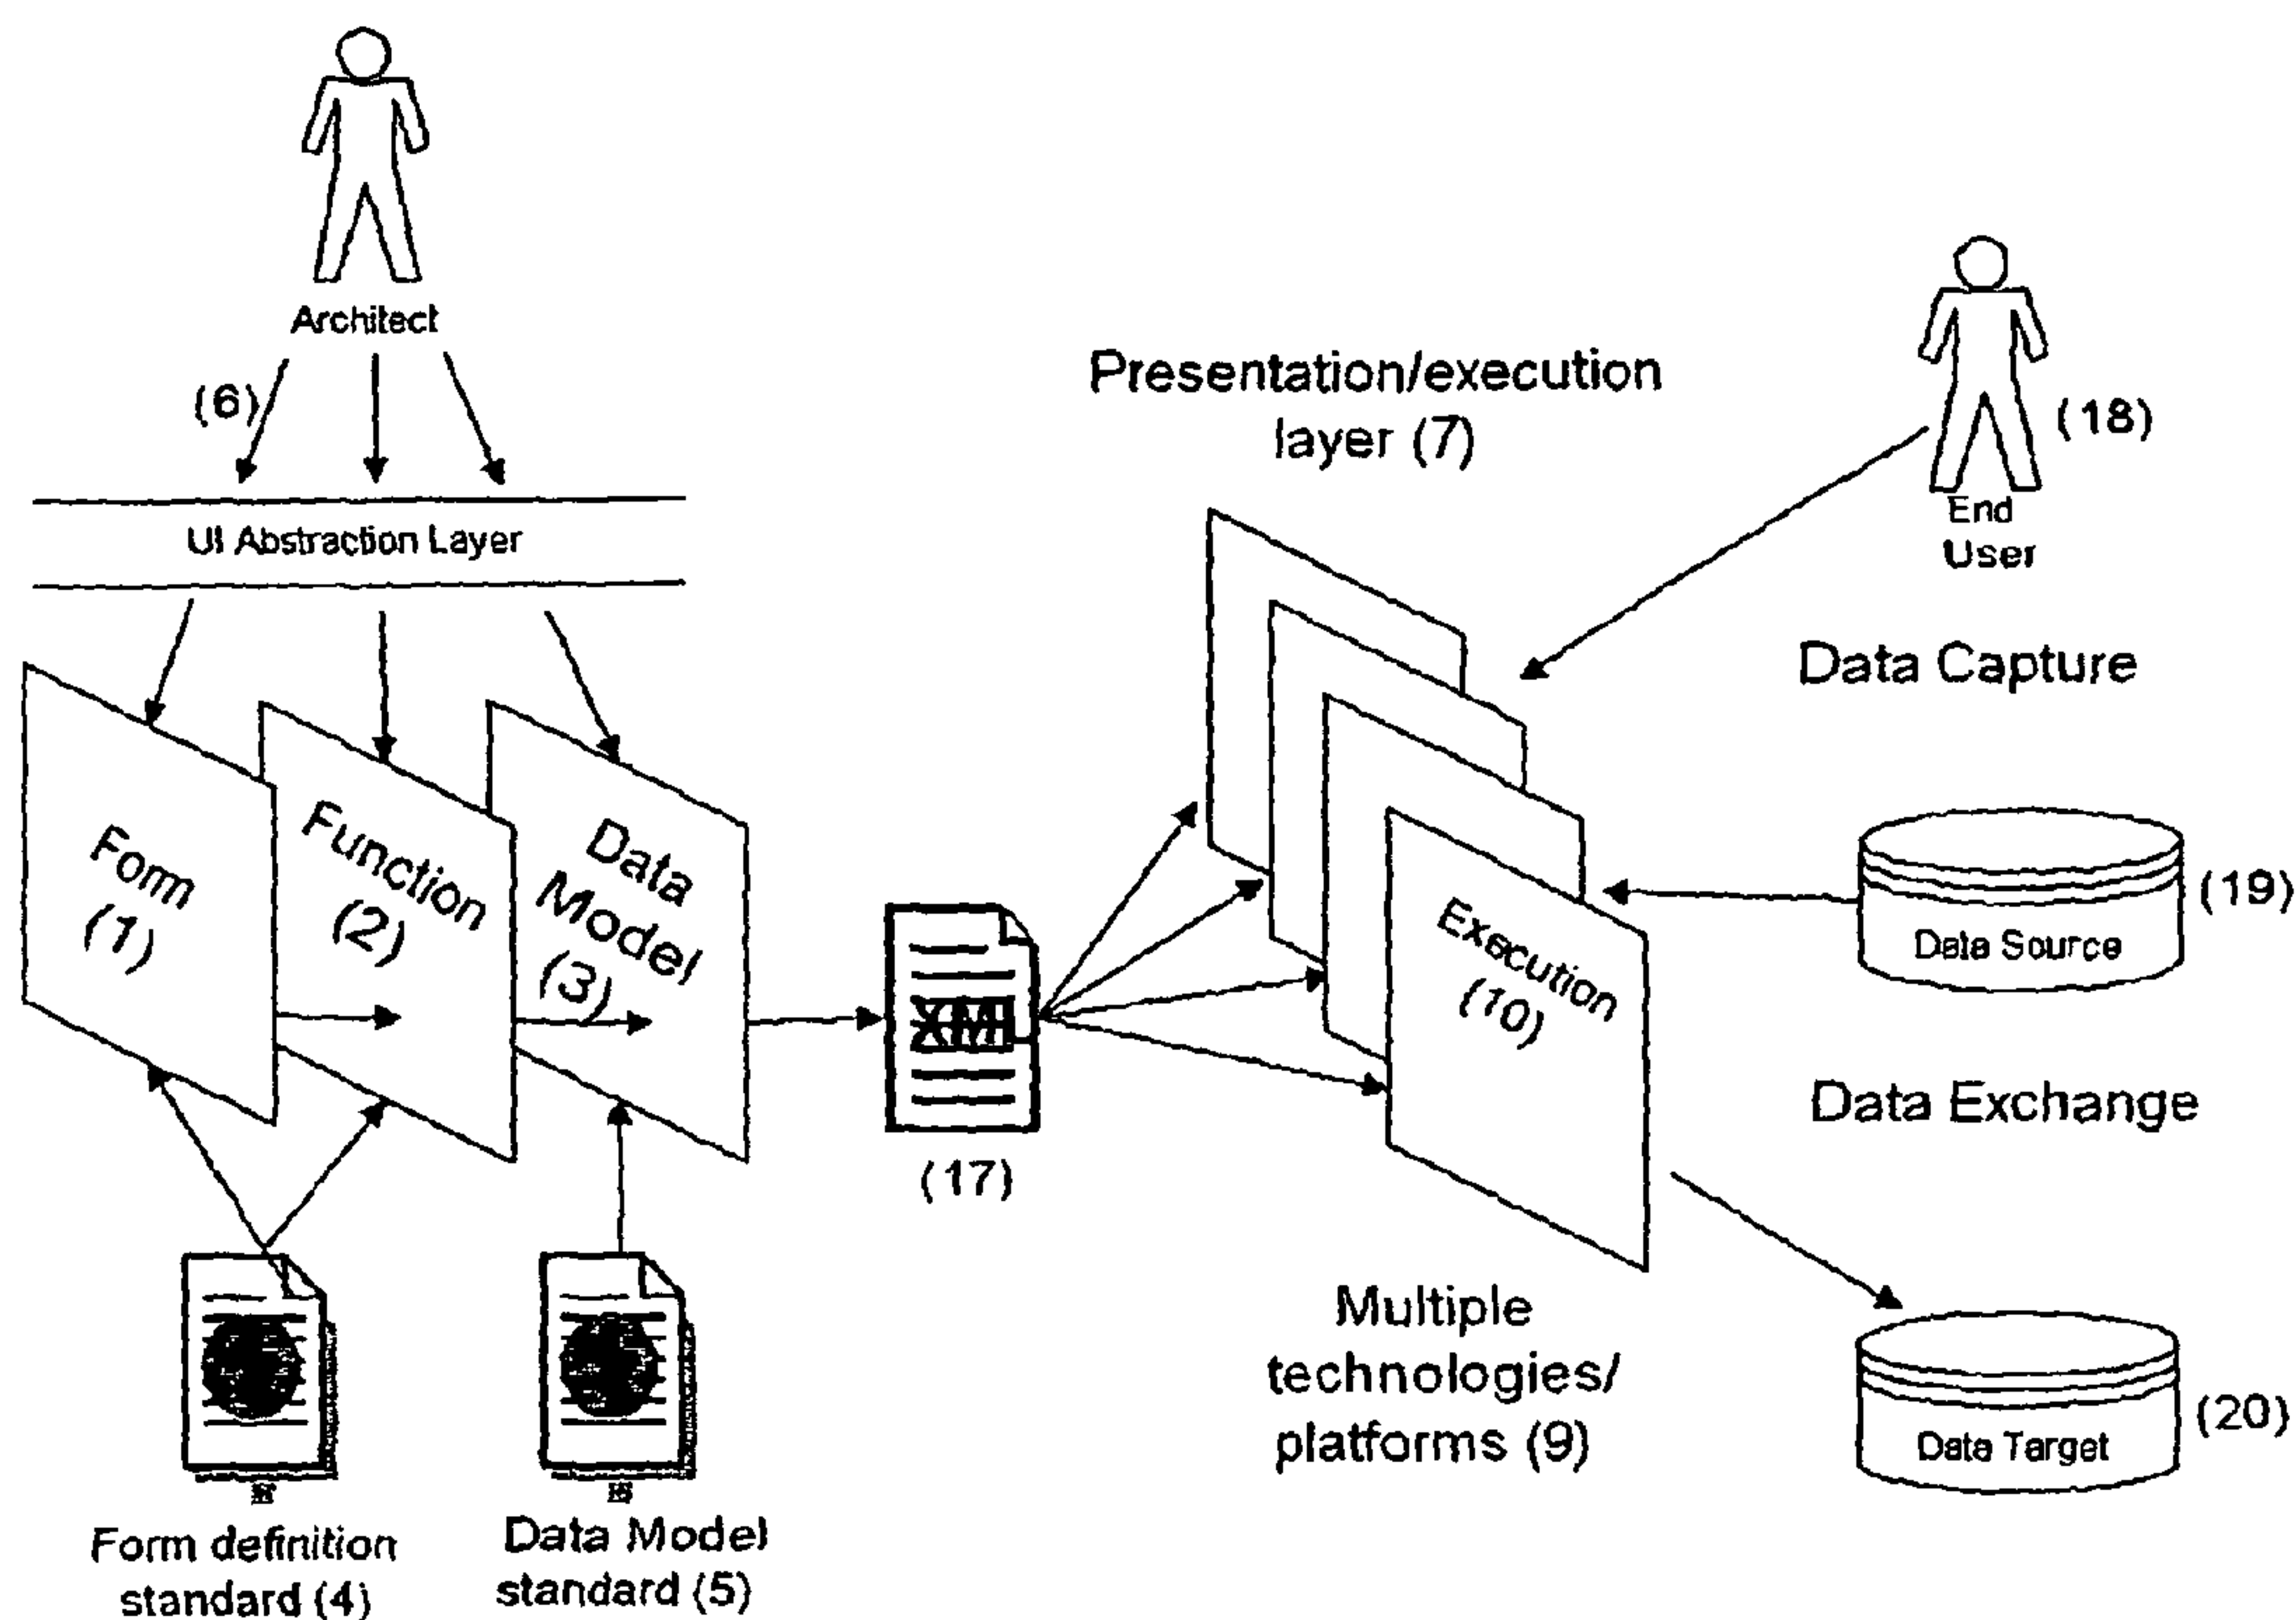 Architect
(6)
UI Abstraction Layer
Form
(1)
Function
(2)
Data
Model
(3)
Form definition
standard (4)
Data Model
standard (5)
XML
(17)
Presentation/execution
layer (7)
Execution
(10)
Multiple
technologies/
platforms (9)
(18)
End
User
Data Capture
(19)
Data Source
Data Exchange
(20)
Data Target